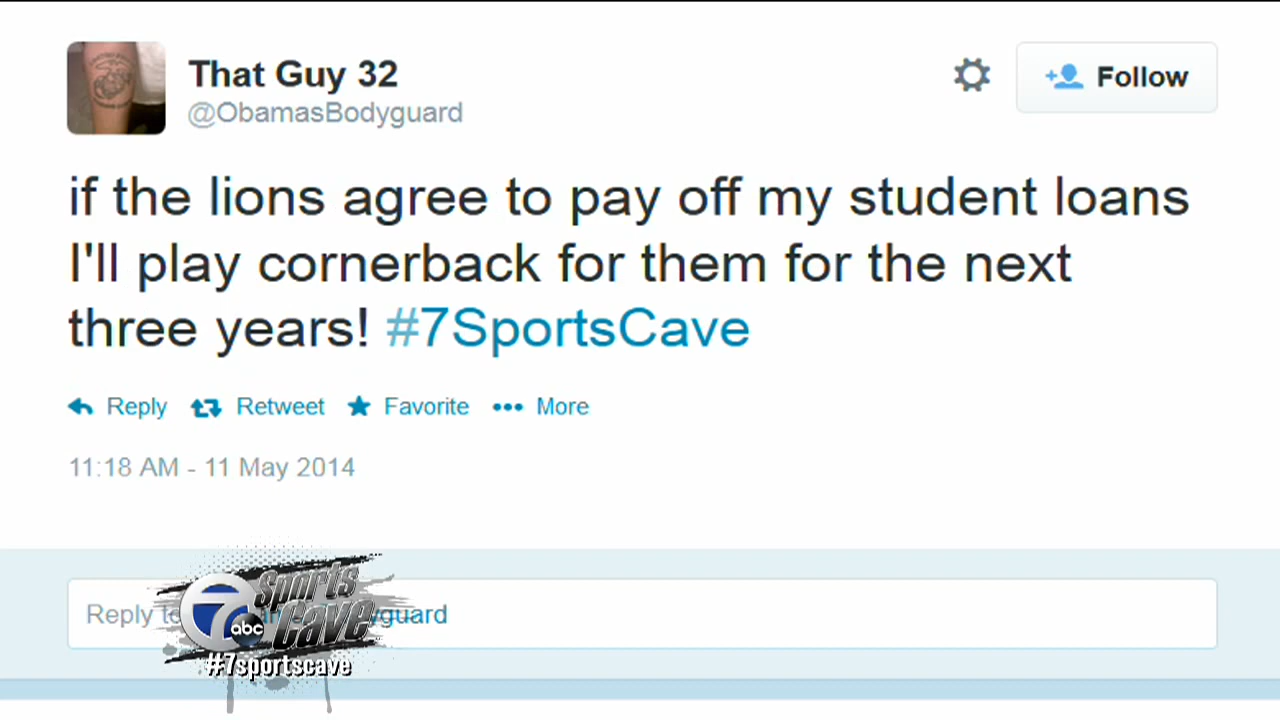 That Guy 32
@ObamasBodyguard
Follow
if the lions agree to pay off my student loans
I'll play cornerback for them for the next
three years! #7SportsCave
Reply Retweet Favorite More
11:18 AM - 11 May 2014
Reply
7 abc Sports Cave
#7sportscave